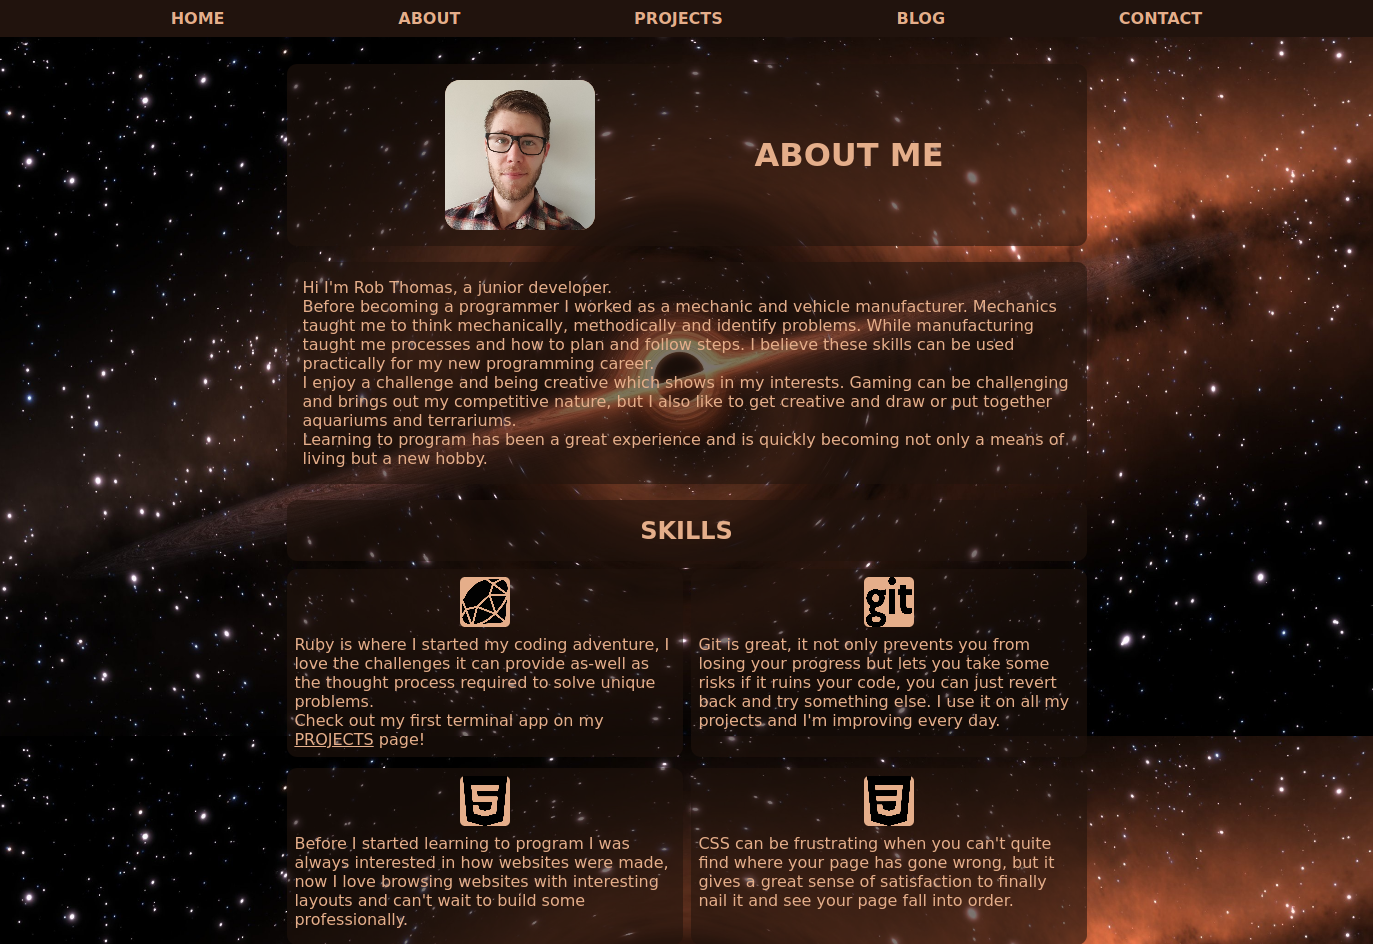 HOME ABOUT PROJECTS BLOG CONTACT
ABOUT ME
Hi I'm Rob Thomas, a junior developer.
Before becoming a programmer I worked as a mechanic and vehicle manufacturer. Mechanics
taught me to think mechanically, methodically and identify problems. While manufacturing
taught me processes and how to plan and follow steps. I believe these skills can be used
practically for my new programming career.
I enjoy a challenge and being creative which shows in my interests. Gaming can be challenging
and brings out my competitive nature, but I also like to get creative and draw or put together
aquariums and terrariums.
Learning to program has been a great experience and is quickly becoming not only a means of
living but a new hobby.
SKILLS
Ruby is where I started my coding adventure, I
love the challenges it can provide as-well as
the thought process required to solve unique
problems.
Check out my first terminal app on my
PROJECTS page!
git
Git is great, it not only prevents you from
losing your progress but lets you take some
risks if it ruins your code, you can just revert
back and try something else. I use it on all my
projects and I'm improving every day.
5
Before I started learning to program I was
always interested in how websites were made,
now I love browsing websites with interesting
layouts and can't wait to build some
professionally.
3
CSS can be frustrating when you can't quite
find where your page has gone wrong, but it
gives a great sense of satisfaction to finally
nail it and see your page fall into order.